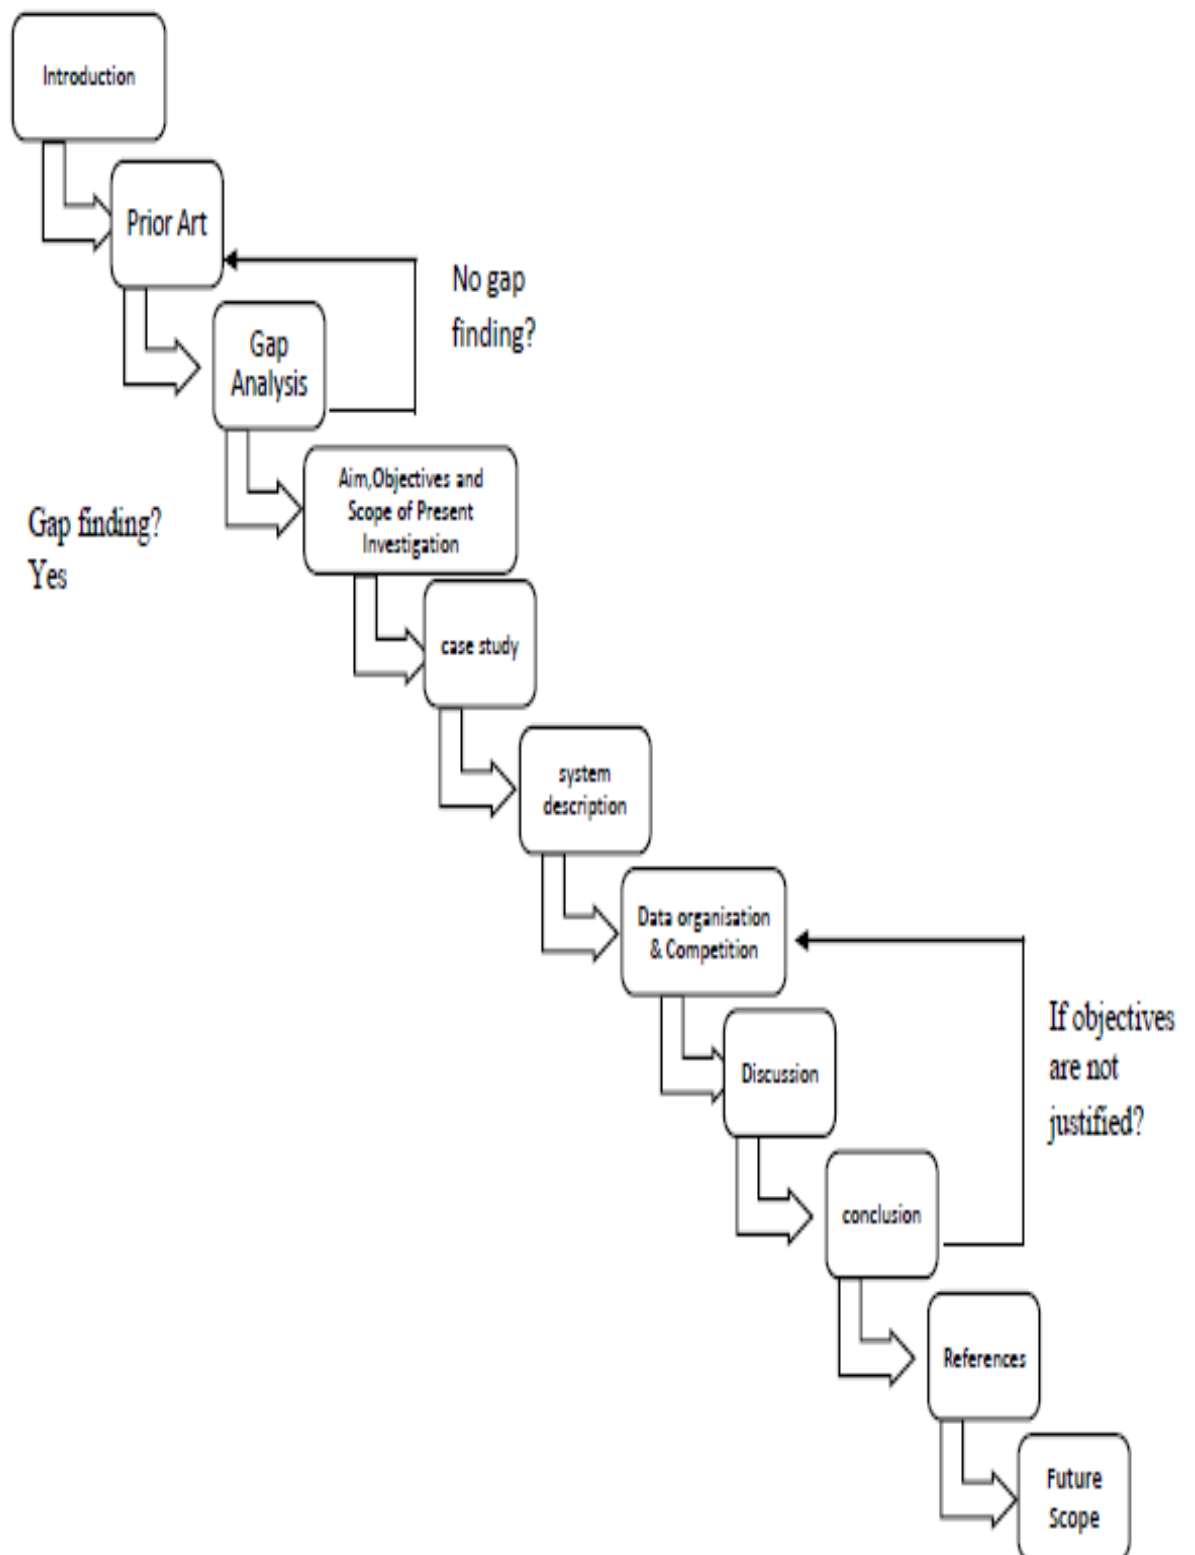 Introduction
Prior Art
No gap
finding?
Gap
Analysis
Aim,Objectives and
Scope of Present
Investigation
Gap finding?
Yes
case study
system
description
Data organisation
& Competition
If objectives
are not
justified?
Discussion
conclusion
References
Future
Scope